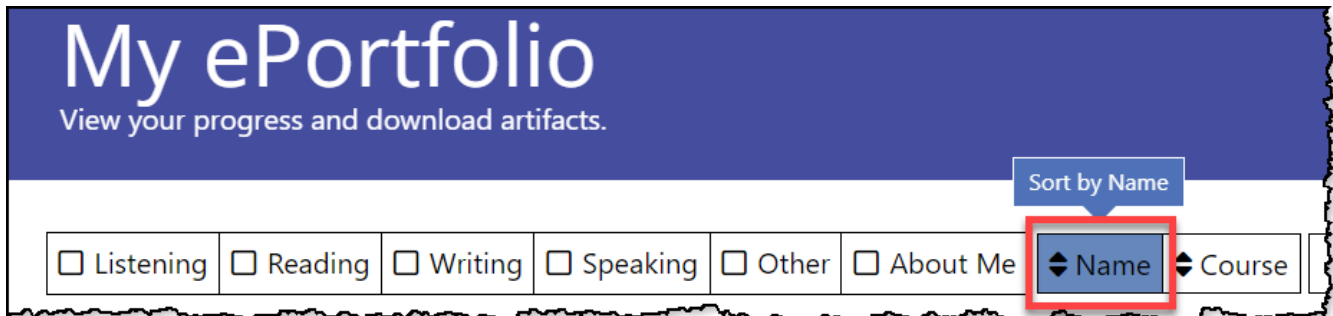 My ePortfolio
View your progress and download artifacts.
Sort by Name
Listening Reading Writing Speaking Other About Me Name Course